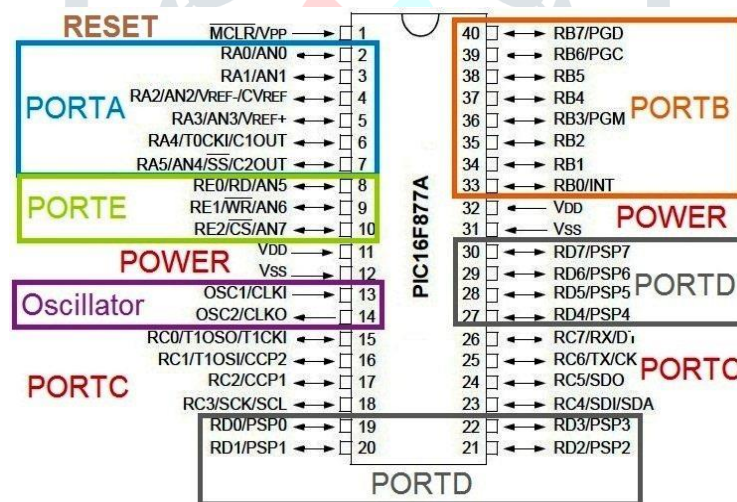 RESET
MCLR/VPP 1
RA0/AN0 2
RA1/AN1 3
RA2/AN2/VREF-/CVREF 4
PORTA
RA3/AN3/VREF+ 5
RA4/T0CKI/C1OUT 6
RA5/AN4/SS/C2OUT 7
RE0/RD/AN5 8
PORTE
RE1/WR/AN6 9
RE2/CS/AN7 10
VDD 11
POWER
VSS 12
OSC1/CLKI 13
Oscillator
OSC2/CLKO 14
RC0/T1OSO/T1CKI 15
RC1/T1OSI/CCP2 16
PORTC
RC2/CCP1 17
RC3/SCK/SCL 18
RD0/PSP0 19
RD1/PSP1 20
PIC16F877A
40 RB7/PGD
39 RB6/PGC
38 RB5
37 RB4
PORTB
36 RB3/PGM
35 RB2
34 RB1
33 RB0/INT
32 VDD
POWER
31 VSS
30 RD7/PSP7
29 RD6/PSP6
PORTD
28 RD5/PSP5
27 RD4/PSP4
26 RC7/RX/DT
25 RC6/TX/CK
PORTC
24 RC5/SDO
23 RC4/SDI/SDA
22 RD3/PSP3
21 RD2/PSP2
PORTD